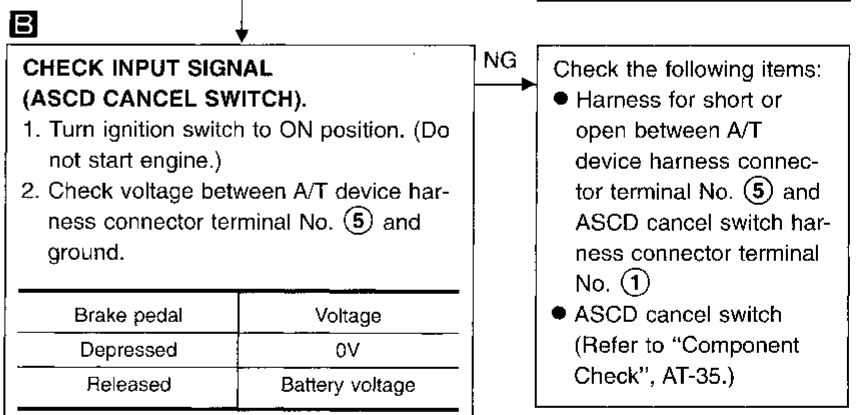 B
CHECK INPUT SIGNAL
(ASCD CANCEL SWITCH).
1. Turn ignition switch to ON position. (Do
not start engine.)
2. Check voltage between A/T device har-
ness connector terminal No. ⑤ and
ground.
Brake pedal Voltage
Depressed 0V
Released Battery voltage
NG
Check the following items:
● Harness for short or
open between A/T
device harness connec-
tor terminal No. ⑤ and
ASCD cancel switch har-
ness connector terminal
No. ①
● ASCD cancel switch
(Refer to “Component
Check”, AT-35.)